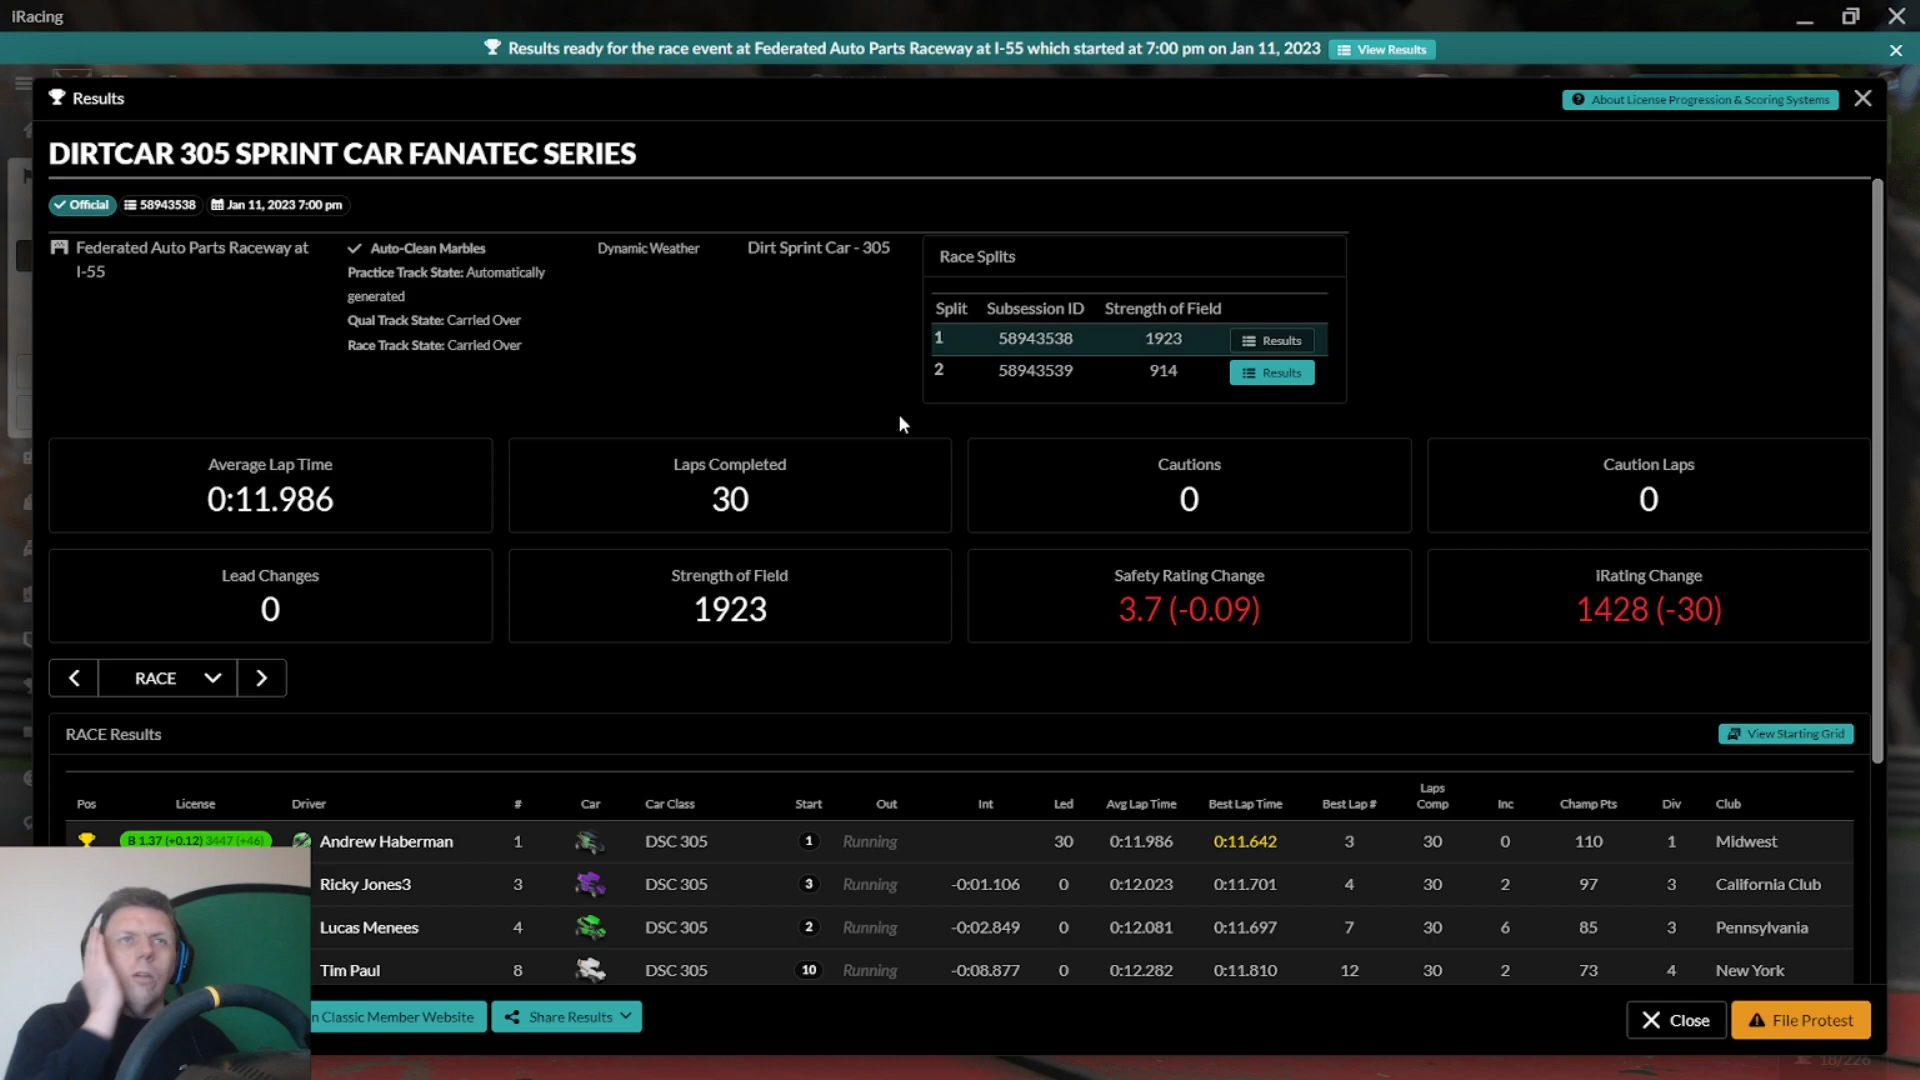 iRacing
Results ready for the race event at Federated Auto Parts Raceway at I-55 which started at 7:00 pm on Jan 11, 2023 View Results
Results
About License Progression & Scoring Systems
DIRTCAR 305 SPRINT CAR FANATEC SERIES
Official 58943538 Jan 11, 2023 7:00 pm
Federated Auto Parts Raceway at
I-55
Auto-Clean Marbles
Practice Track State: Automatically
generated
Qual Track State: Carried Over
Race Track State: Carried Over
Dynamic Weather
Dirt Sprint Car - 305
Race Splits
Split Subsession ID Strength of Field
1 58943538 1923 Results
2 58943539 914 Results
Average Lap Time
0:11.986
Laps Completed
30
Cautions
0
Caution Laps
0
Lead Changes
0
Strength of Field
1923
Safety Rating Change
3.7 (-0.09)
iRating Change
1428 (-30)
RACE
RACE Results
View Starting Grid
Pos License Driver # Car Car Class Start Out Int Led Avg Lap Time Best Lap Time Best Lap # Laps Comp Inc Champ Pts Div Club
B 1.37 (+0.12) 3447 (+46) Andrew Haberman 1 DSC 305 1 Running 30 0:11.986 0:11.642 3 30 0 110 1 Midwest
Ricky Jones3 3 DSC 305 3 Running -0:01.106 0 0:12.023 0:11.701 4 30 2 97 3 California Club
Lucas Menees 4 DSC 305 2 Running -0:02.849 0 0:12.081 0:11.697 7 30 6 85 3 Pennsylvania
Tim Paul 8 DSC 305 10 Running -0:08.877 0 0:12.282 0:11.810 12 30 2 73 4 New York
n Classic Member Website
Share Results
Close
File Protest
18/226